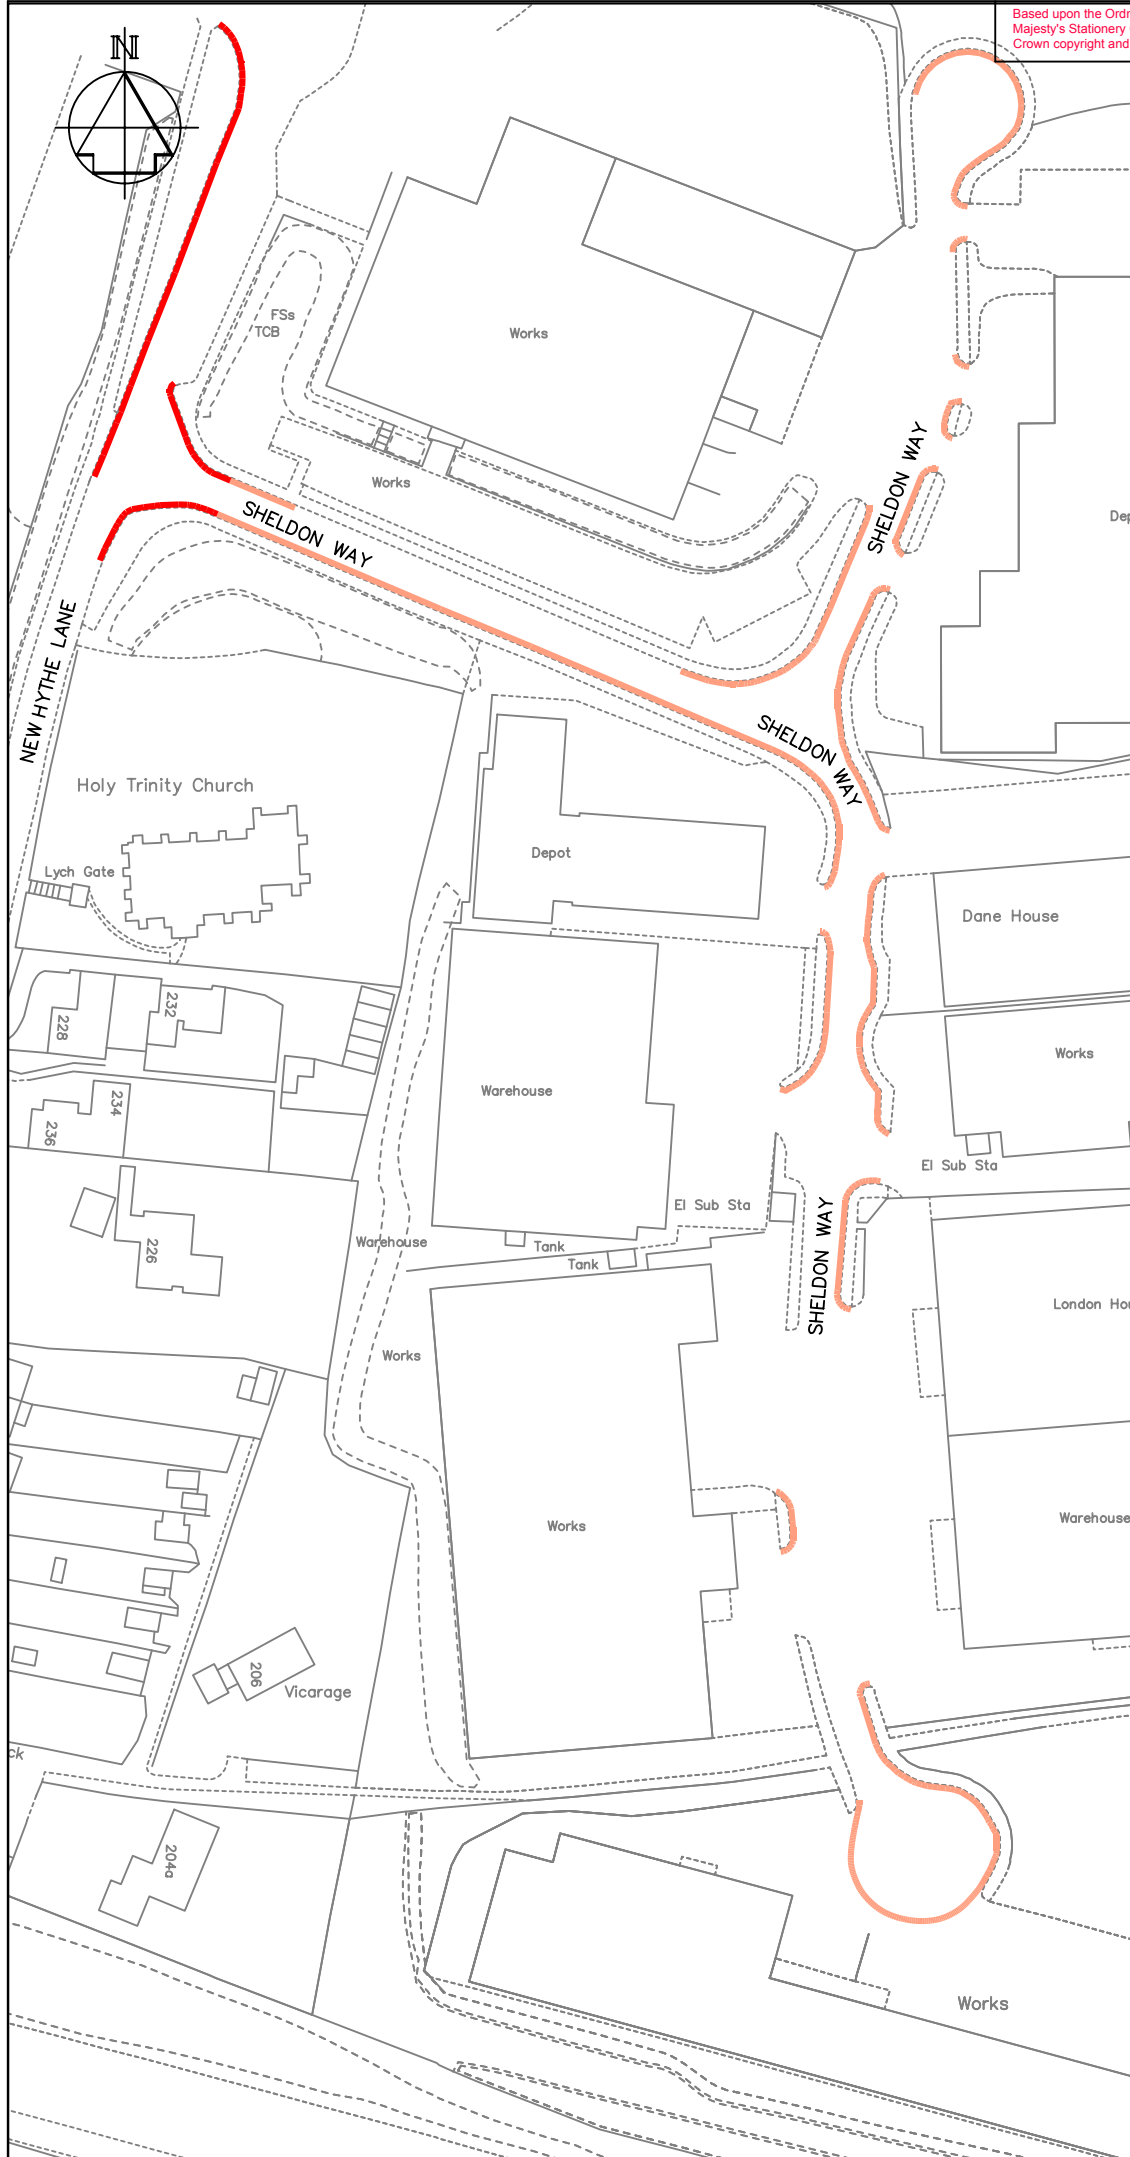 Based upon the Ordn
Majesty's Stationery
Crown copyright and
N
FSs
TCB
Works
Works
SHELDON WAY
SHELDON WAY
Dep
NEW HYTHE LANE
SHELDON WAY
Holy Trinity Church
Lych Gate
Depot
Dane House
232
228
Works
Warehouse
234
236
El Sub Sta
El Sub Sta
SHELDON WAY
Warehouse
226
Tank
Tank
London Hou
Works
Works
Warehouse
206
Vicarage
ck
204a
Works